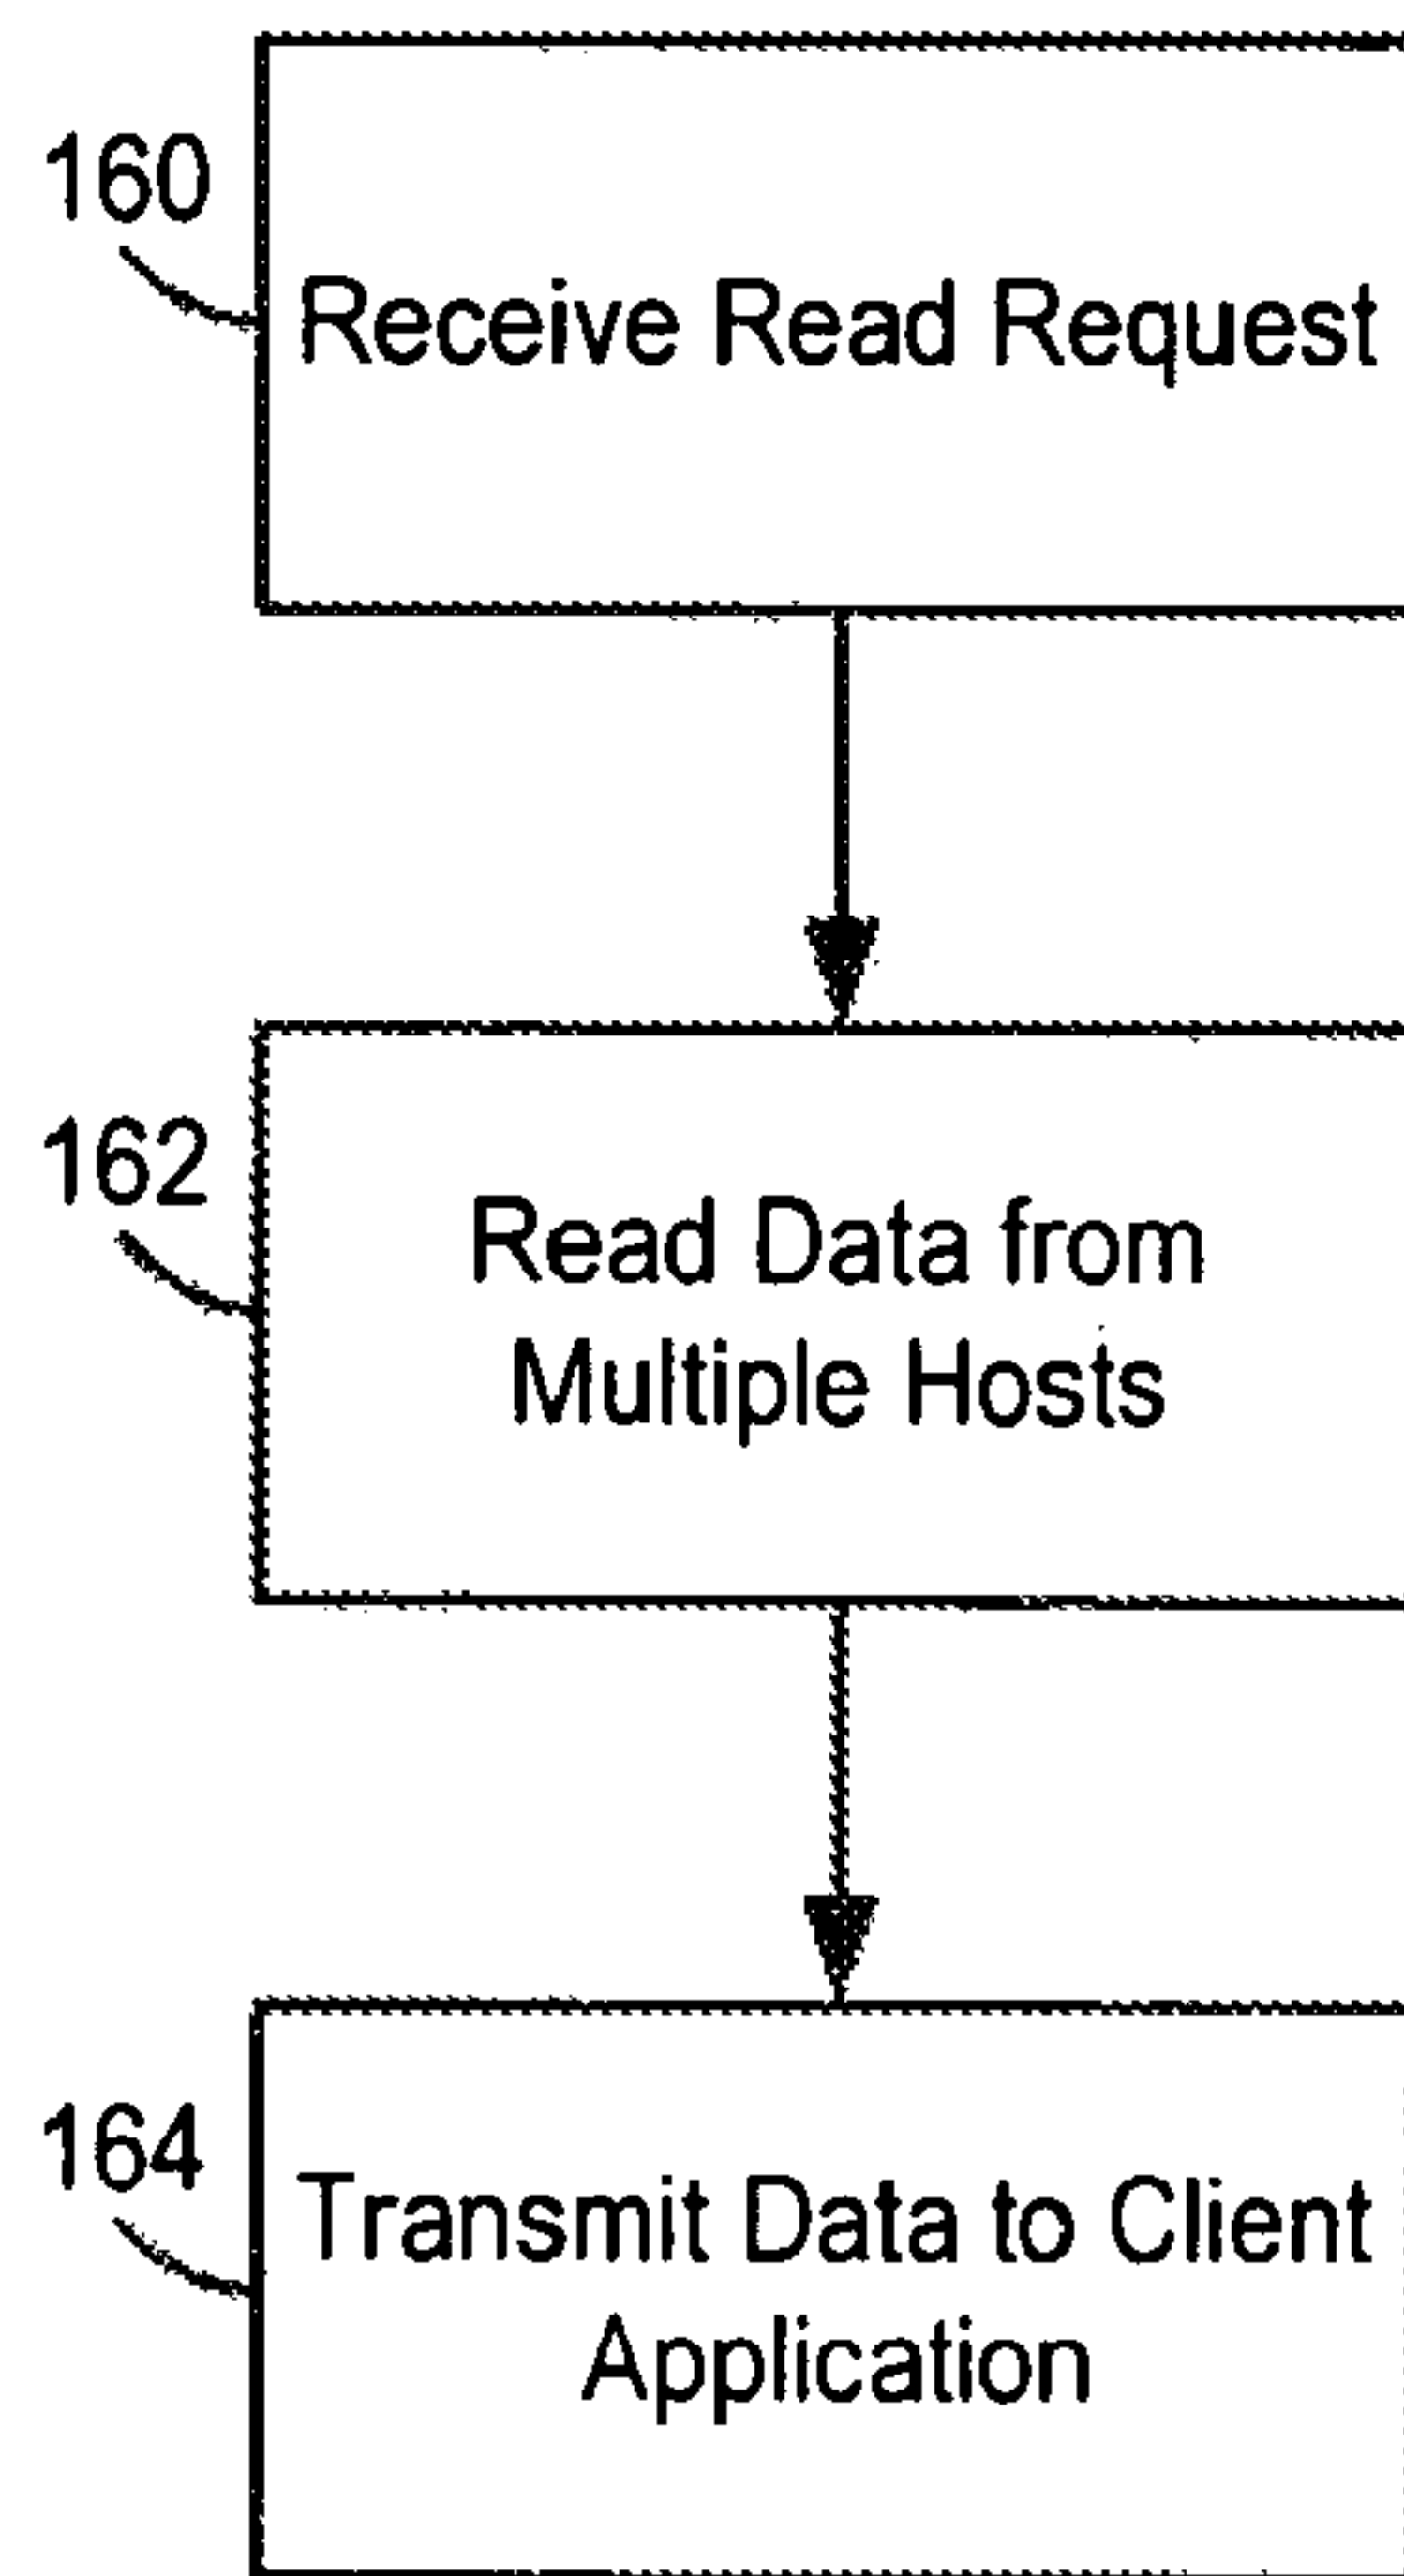 160
Receive Read Request
162
Read Data from
Multiple Hosts
164
Transmit Data to Client
Application